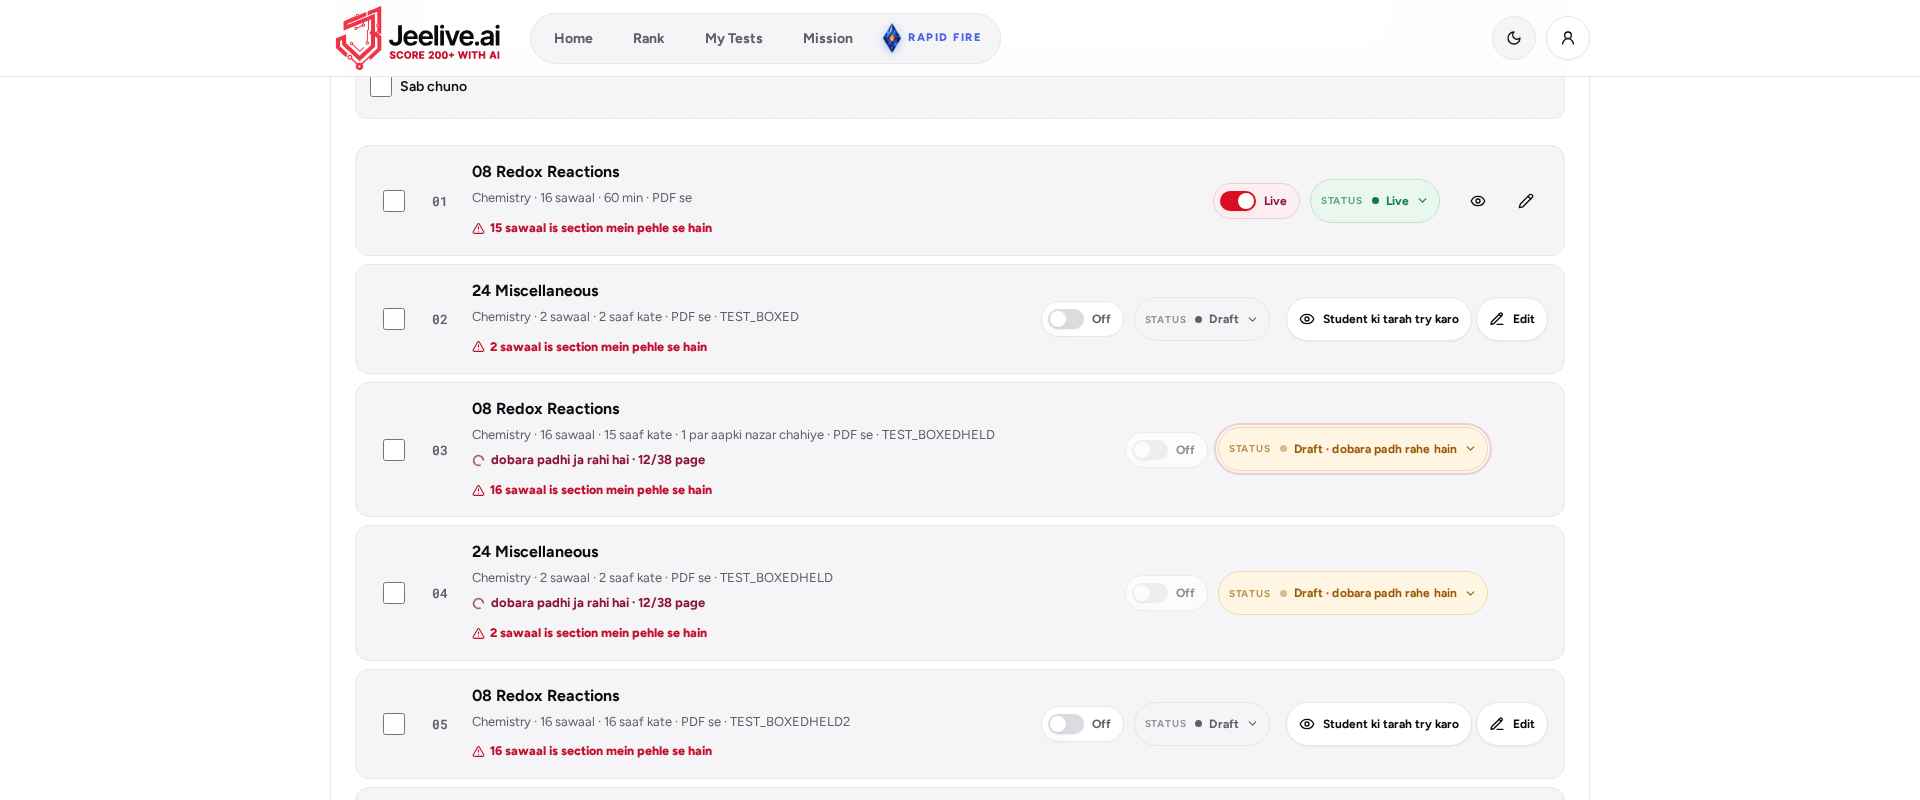 Jeelive.ai
SCORE 200+ WITH AI
Home Rank My Tests Mission RAPID FIRE
Sab chuno
08 Redox Reactions
01 Chemistry · 16 sawaal · 60 min · PDF se Live STATUS Live
15 sawaal is section mein pehle se hain
24 Miscellaneous
02 Chemistry · 2 sawaal · 2 saaf kate · PDF se · TEST_BOXED Off STATUS Draft Student ki tarah try karo Edit
2 sawaal is section mein pehle se hain
08 Redox Reactions
Chemistry · 16 sawaal · 15 saaf kate · 1 par aapki nazar chahiye · PDF se · TEST_BOXEDHELD
03 dobara padhi ja rahi hai · 12/38 page Off STATUS Draft · dobara padh rahe hain
16 sawaal is section mein pehle se hain
24 Miscellaneous
Chemistry · 2 sawaal · 2 saaf kate · PDF se · TEST_BOXEDHELD
04 dobara padhi ja rahi hai · 12/38 page Off STATUS Draft · dobara padh rahe hain
2 sawaal is section mein pehle se hain
08 Redox Reactions
05 Chemistry · 16 sawaal · 16 saaf kate · PDF se · TEST_BOXEDHELD2 Off STATUS Draft Student ki tarah try karo Edit
16 sawaal is section mein pehle se hain